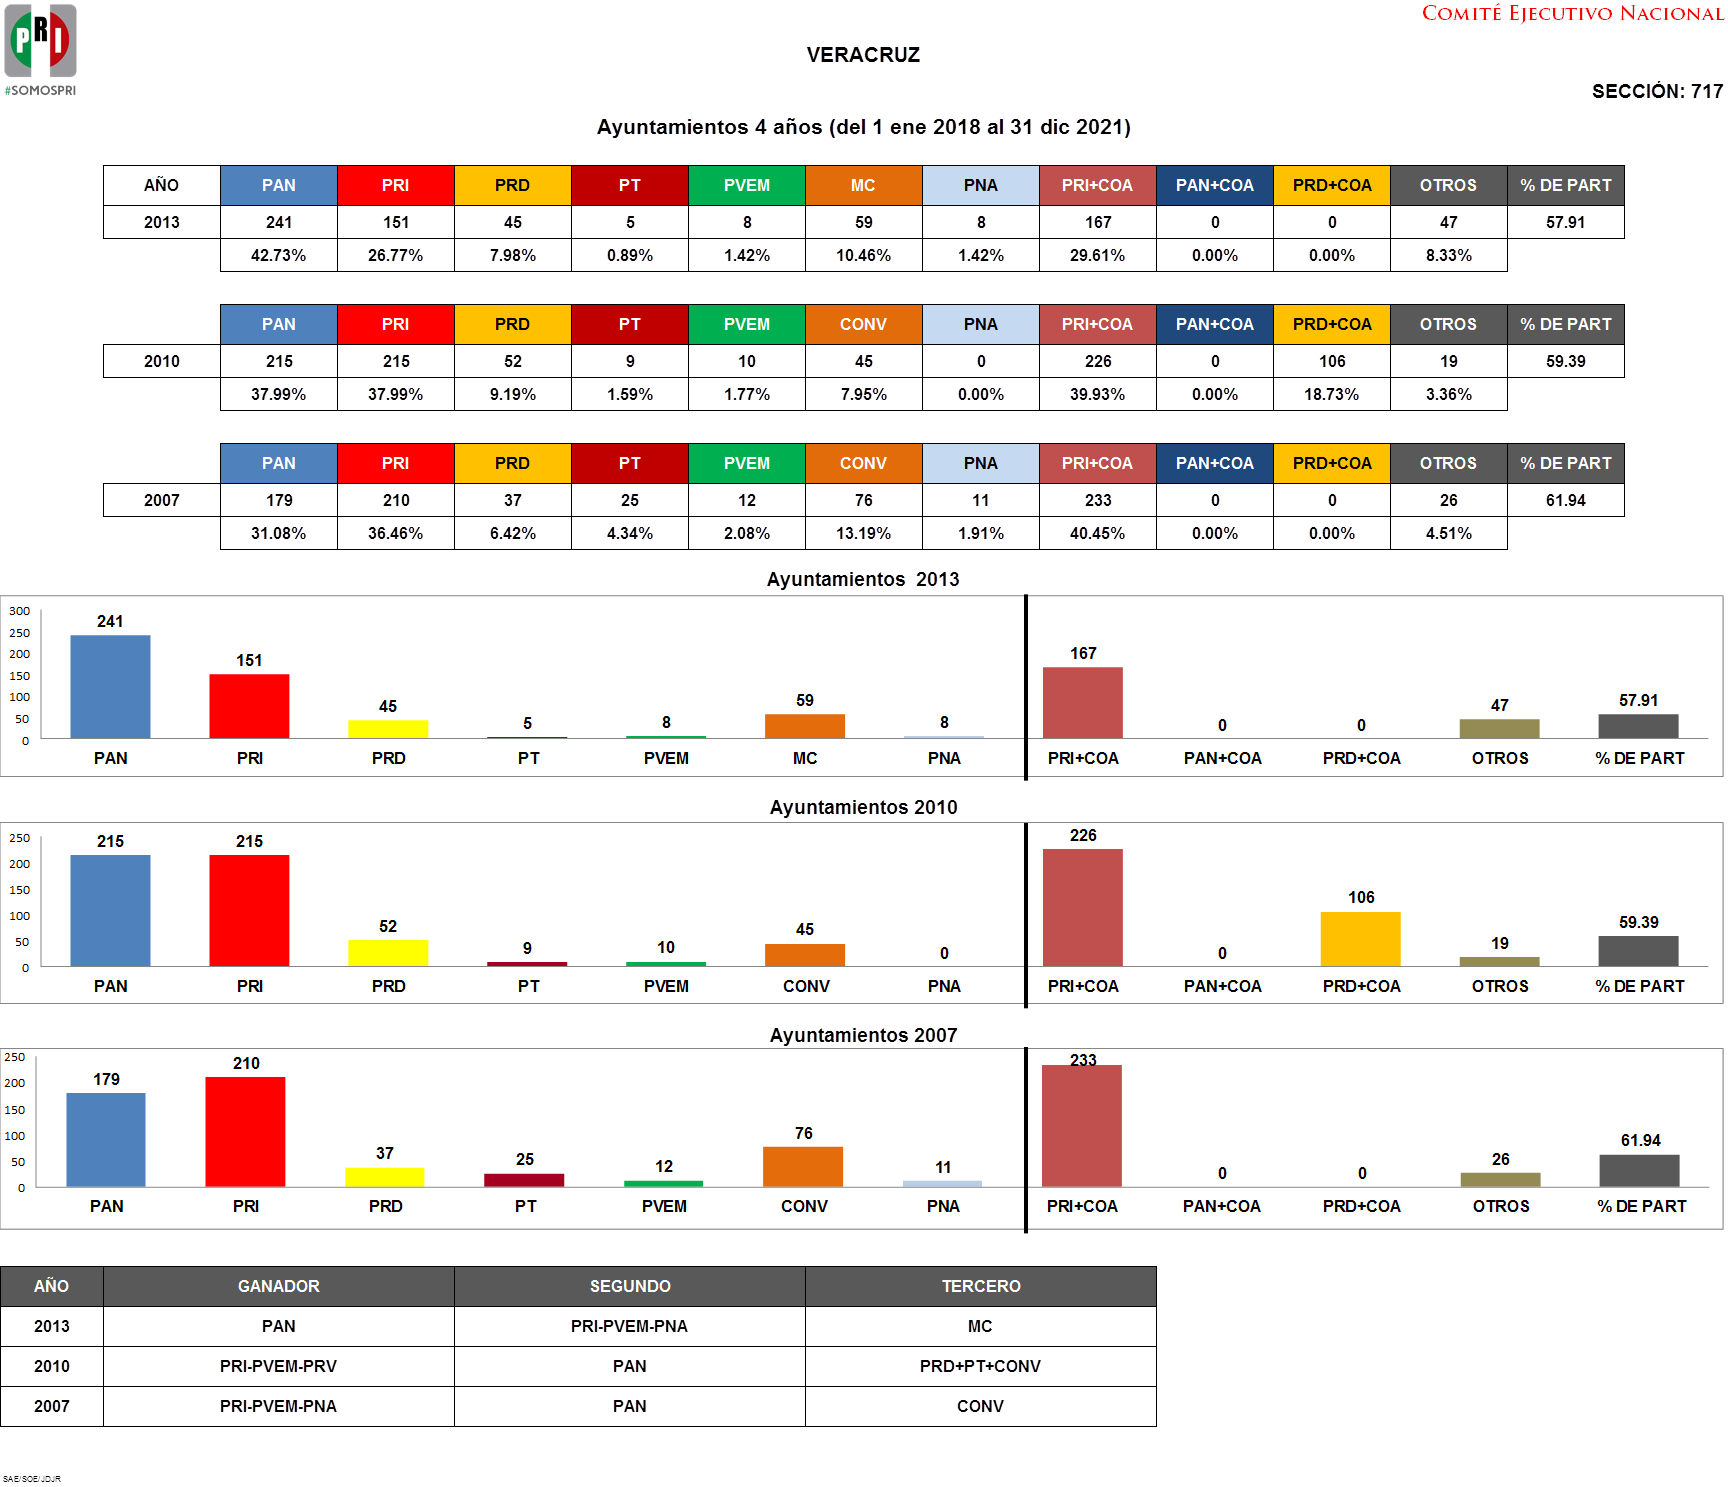 COMITÉ EJECUTIVO NACIONAL
PRI
#SOMOSPRI
VERACRUZ
SECCIÓN: 717
Ayuntamientos 4 años (del 1 ene 2018 al 31 dic 2021)
AÑO PAN PRI PRD PT PVEM MC PNA PRI+COA PAN+COA PRD+COA OTROS % DE PART
2013 241 151 45 5 8 59 8 167 0 0 47 57.91
42.73% 26.77% 7.98% 0.89% 1.42% 10.46% 1.42% 29.61% 0.00% 0.00% 8.33%
PAN PRI PRD PT PVEM CONV PNA PRI+COA PAN+COA PRD+COA OTROS % DE PART
2010 215 215 52 9 10 45 0 226 0 106 19 59.39
37.99% 37.99% 9.19% 1.59% 1.77% 7.95% 0.00% 39.93% 0.00% 18.73% 3.36%
PAN PRI PRD PT PVEM CONV PNA PRI+COA PAN+COA PRD+COA OTROS % DE PART
2007 179 210 37 25 12 76 11 233 0 0 26 61.94
31.08% 36.46% 6.42% 4.34% 2.08% 13.19% 1.91% 40.45% 0.00% 0.00% 4.51%
Ayuntamientos  2013
300
250
200
150
100
50
0
241 151 45 5 8 59 8 167 0 0 47 57.91
PAN PRI PRD PT PVEM MC PNA PRI+COA PAN+COA PRD+COA OTROS % DE PART
Ayuntamientos 2010
250
200
150
100
50
0
215 215 52 9 10 45 0 226 0 106 19 59.39
PAN PRI PRD PT PVEM CONV PNA PRI+COA PAN+COA PRD+COA OTROS % DE PART
Ayuntamientos 2007
250
200
150
100
50
0
179 210 37 25 12 76 11 233 0 0 26 61.94
PAN PRI PRD PT PVEM CONV PNA PRI+COA PAN+COA PRD+COA OTROS % DE PART
AÑO GANADOR SEGUNDO TERCERO
2013 PAN PRI-PVEM-PNA MC
2010 PRI-PVEM-PRV PAN PRD+PT+CONV
2007 PRI-PVEM-PNA PAN CONV
SAE/SOE/JDJR